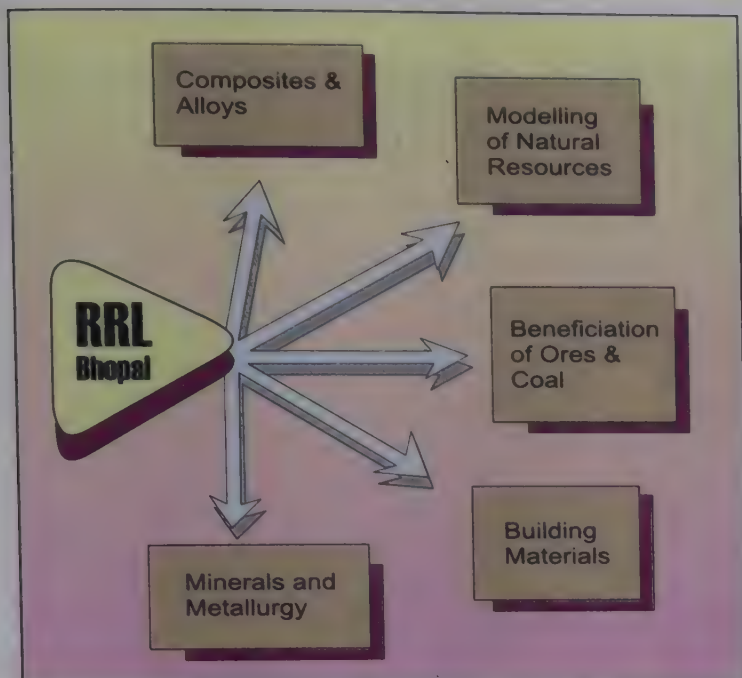 Composites &
Alloys
Modelling
of Natural
Resources
RRL
Bhopal
Beneficiation
of Ores &
Coal
Building
Materials
Minerals and
Metallurgy